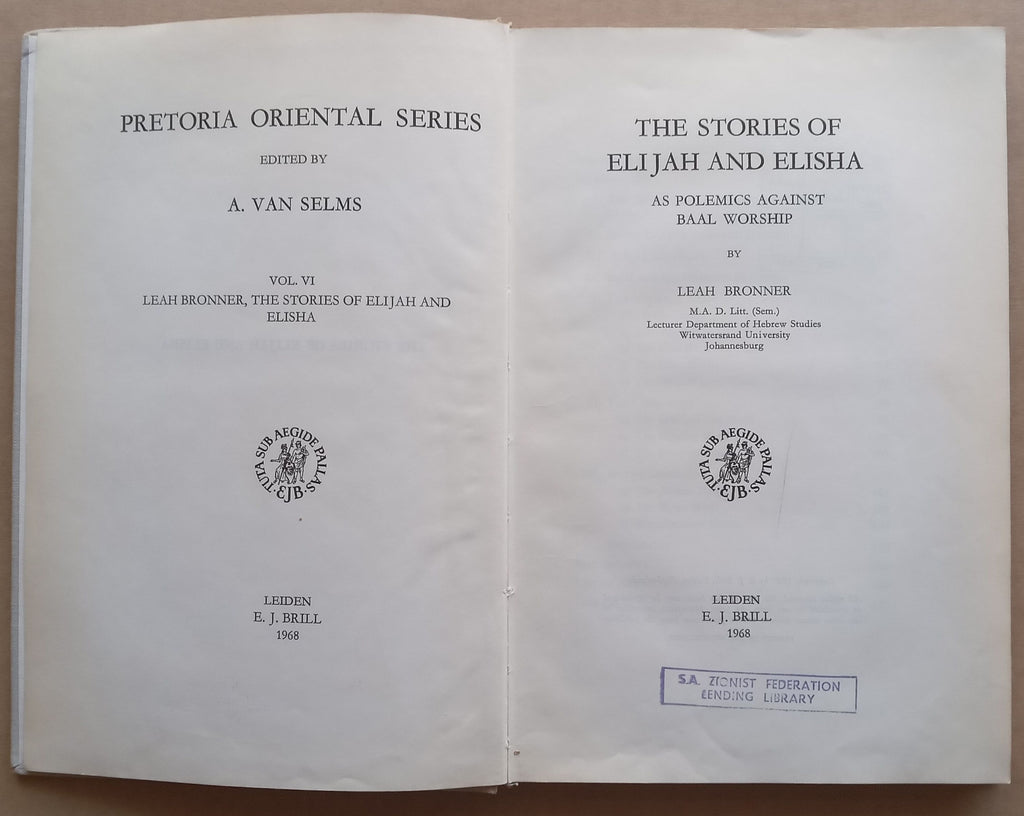 PRETORIA ORIENTAL SERIES
EDITED BY
A. VAN SELMS
VOL. VI
LEAH BRONNER, THE STORIES OF ELIJAH AND
ELISHA
TUTA SUB AEGIDE PALLAS
EJB
LEIDEN
E. J. BRILL
1968
THE STORIES OF
ELIJAH AND ELISHA
AS POLEMICS AGAINST
BAAL WORSHIP
BY
LEAH BRONNER
M.A. D. Litt. (Sem.)
Lecturer Department of Hebrew Studies
Witwatersrand University
Johannesburg
TUTA SUB AEGIDE PALLAS
EJB
LEIDEN
E. J. BRILL
1968
S.A. ZIONIST FEDERATION
LENDING LIBRARY